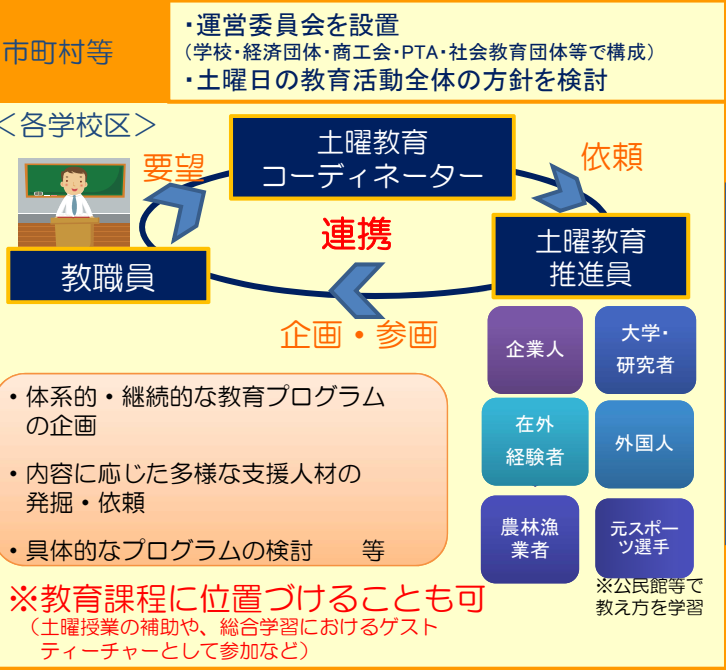 市町村等
・運営委員会を設置
（学校・経済団体・商工会・PTA・社会教育団体等で構成）
・土曜日の教育活動全体の方針を検討
＜各学校区＞
要望
土曜教育
コーディネーター
依頼
連携
教職員
土曜教育
推進員
企画・参画
企業人
大学・
研究者
在外
経験者
外国人
農林漁
業者
元スポー
ツ選手
※公民館等で
教え方を学習
・体系的・継続的な教育プログラム
の企画
・内容に応じた多様な支援人材の
発掘・依頼
・具体的なプログラムの検討　等
※教育課程に位置づけることも可
（土曜授業の補助や、総合学習におけるゲスト
ティーチャーとして参加など）